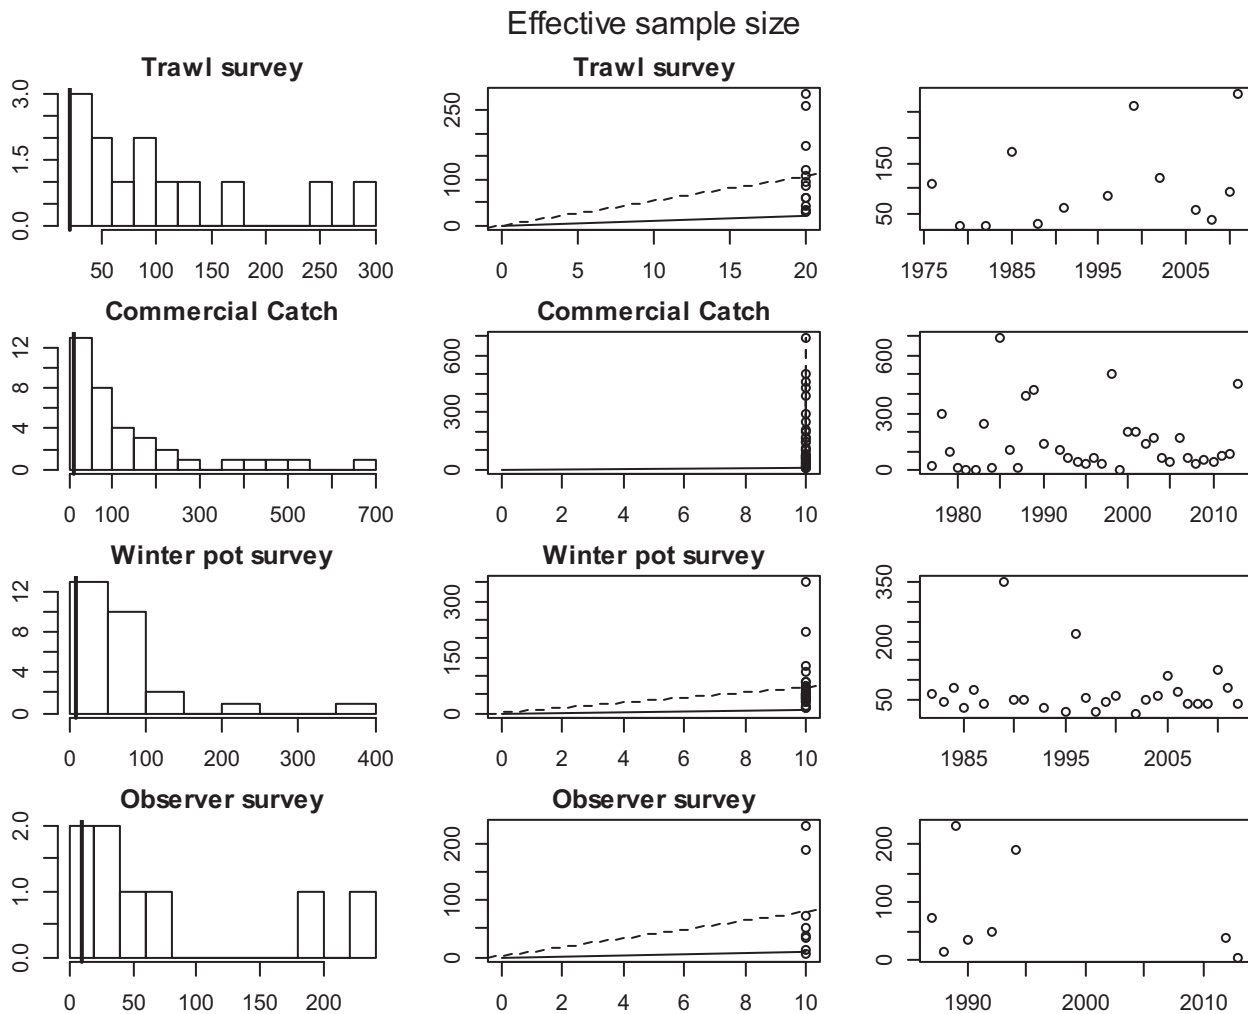 Effective sample size
Trawl survey
Trawl survey
0.0 1.5 3.0
50 100 150 200 250 300
0 100 250
0 5 10 15 20
50 150
1975 1985 1995 2005
Commercial Catch
Commercial Catch
0 4 8 12
0 100 300 500 700
0 300 600
0 2 4 6 8 10
0 300 600
1980 1990 2000 2010
Winter pot survey
Winter pot survey
0 4 8 12
0 100 200 300 400
0 150 300
0 2 4 6 8 10
50 200 350
1985 1995 2005
Observer survey
Observer survey
0.0 1.0 2.0
0 50 100 150 200
0 100 200
0 2 4 6 8 10
0 100 200
1990 2000 2010